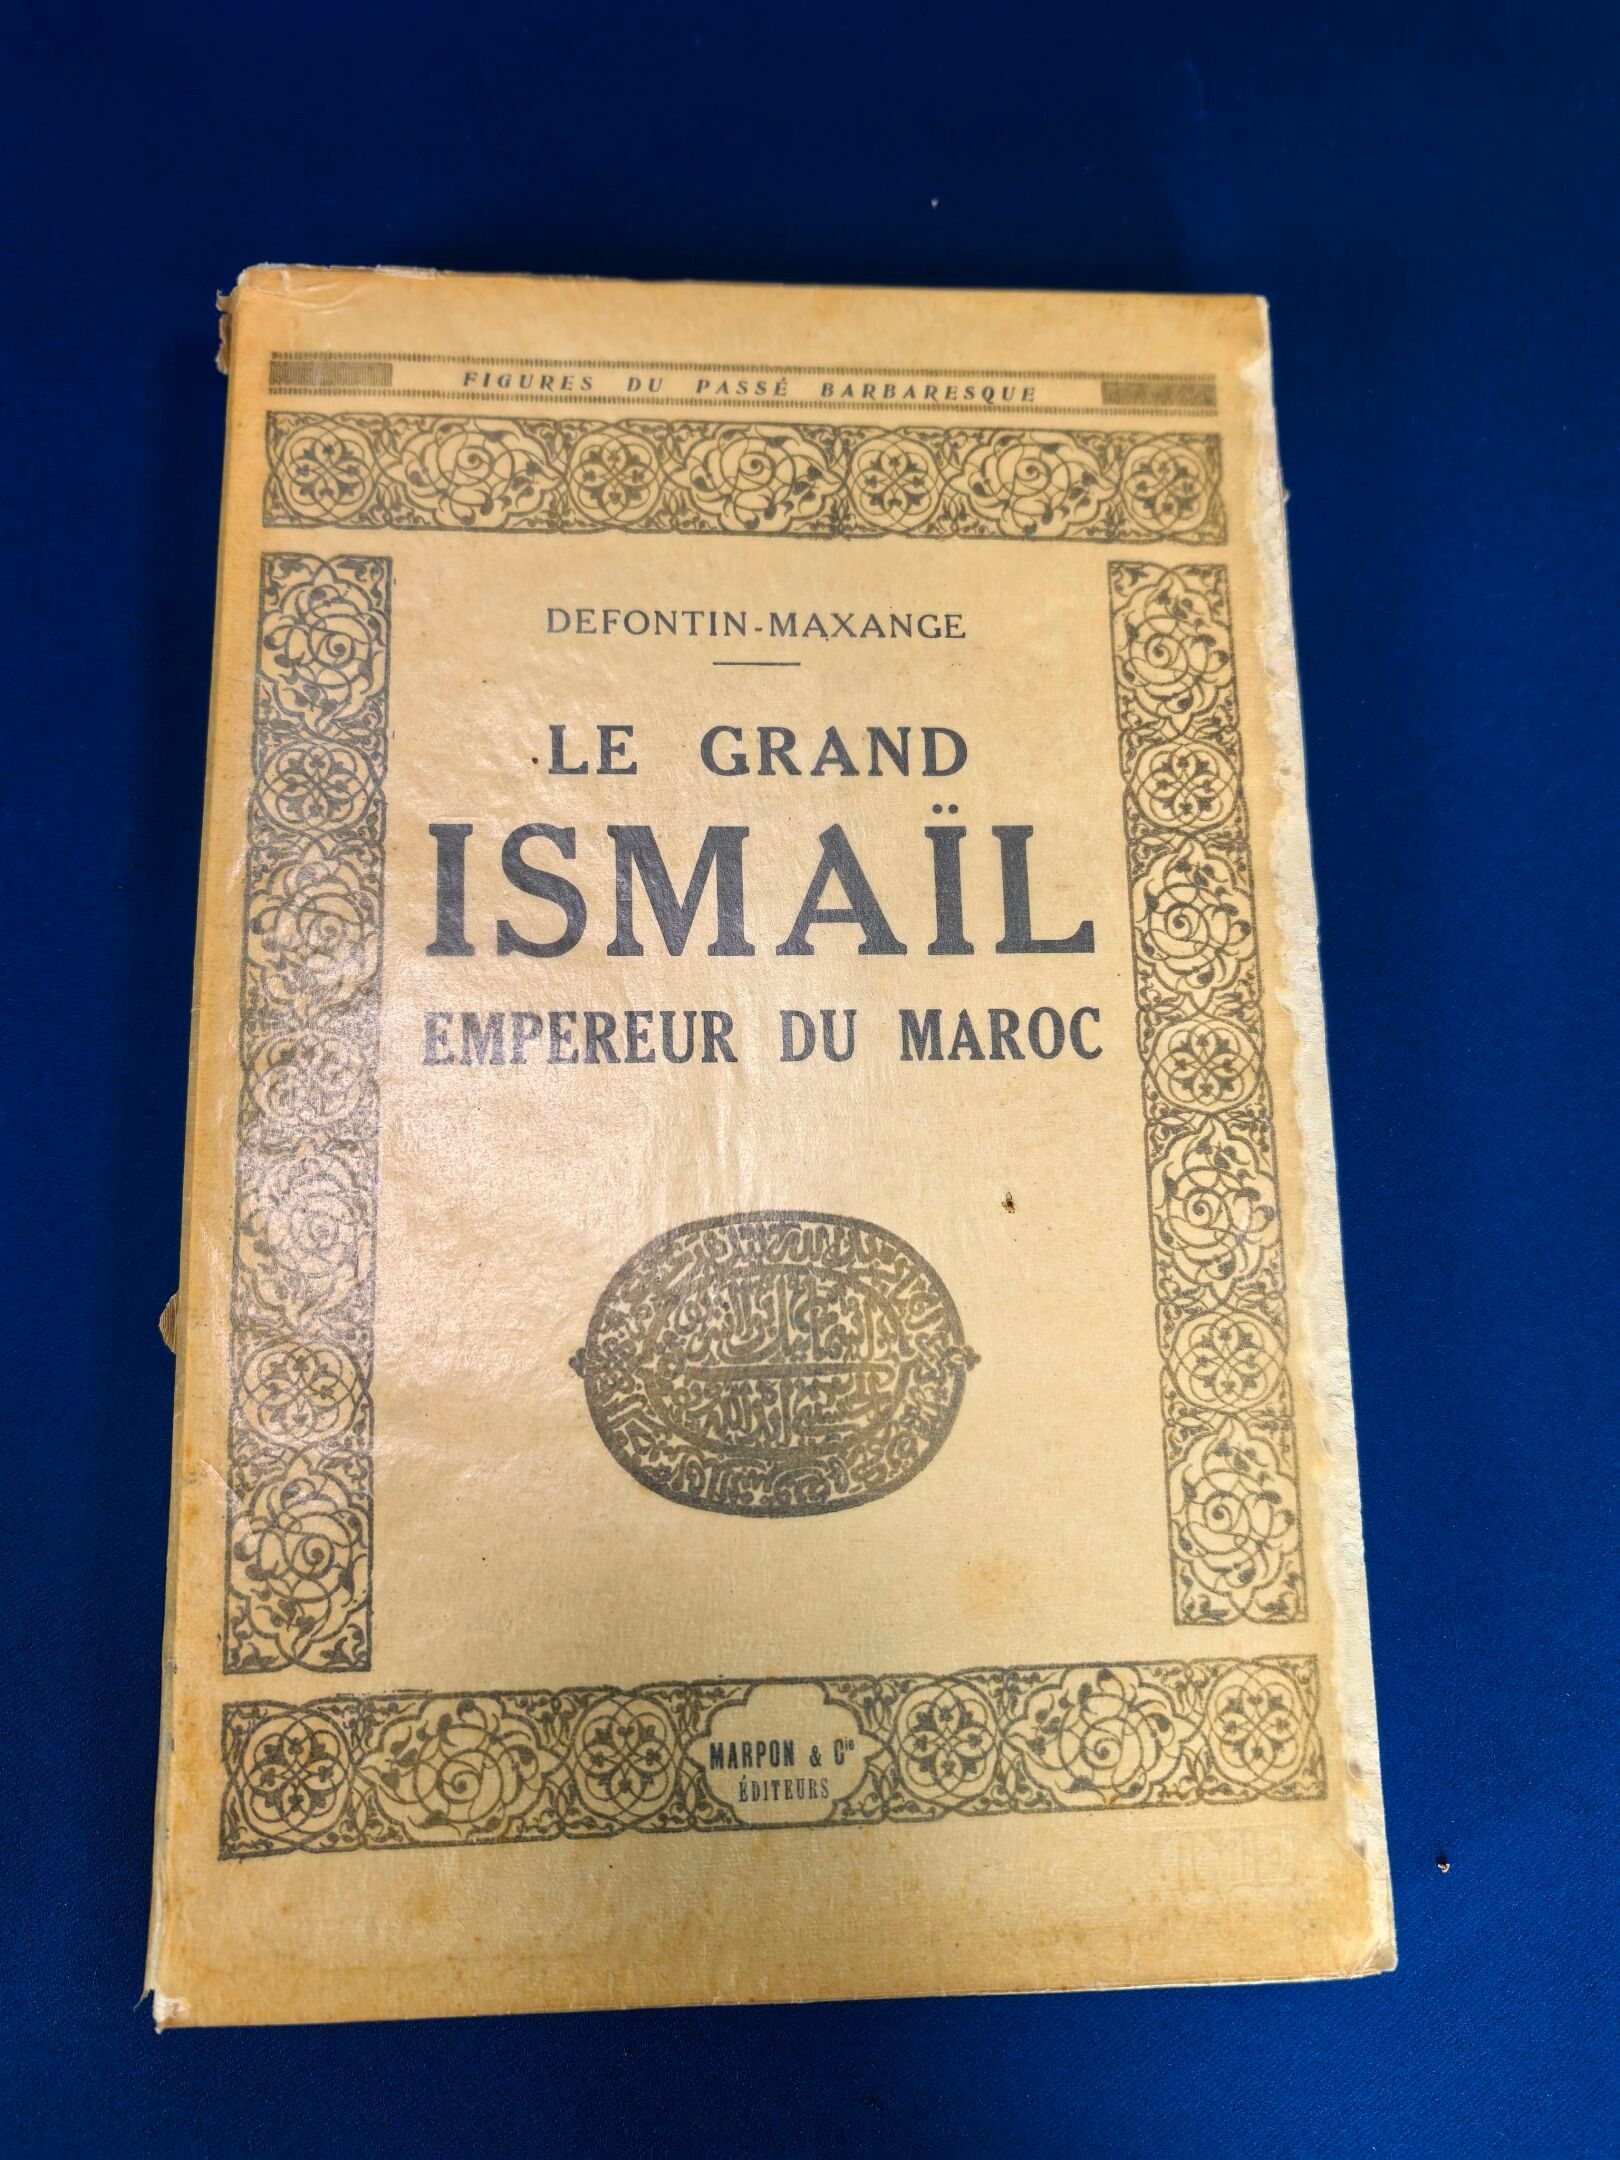 FIGURES DU PASSÉ BARBARESQUE
DEFONTIN-MAXANGE
LE GRAND
ISMAÏL
EMPEREUR DU MAROC
MARPON & Cie
ÉDITEURS